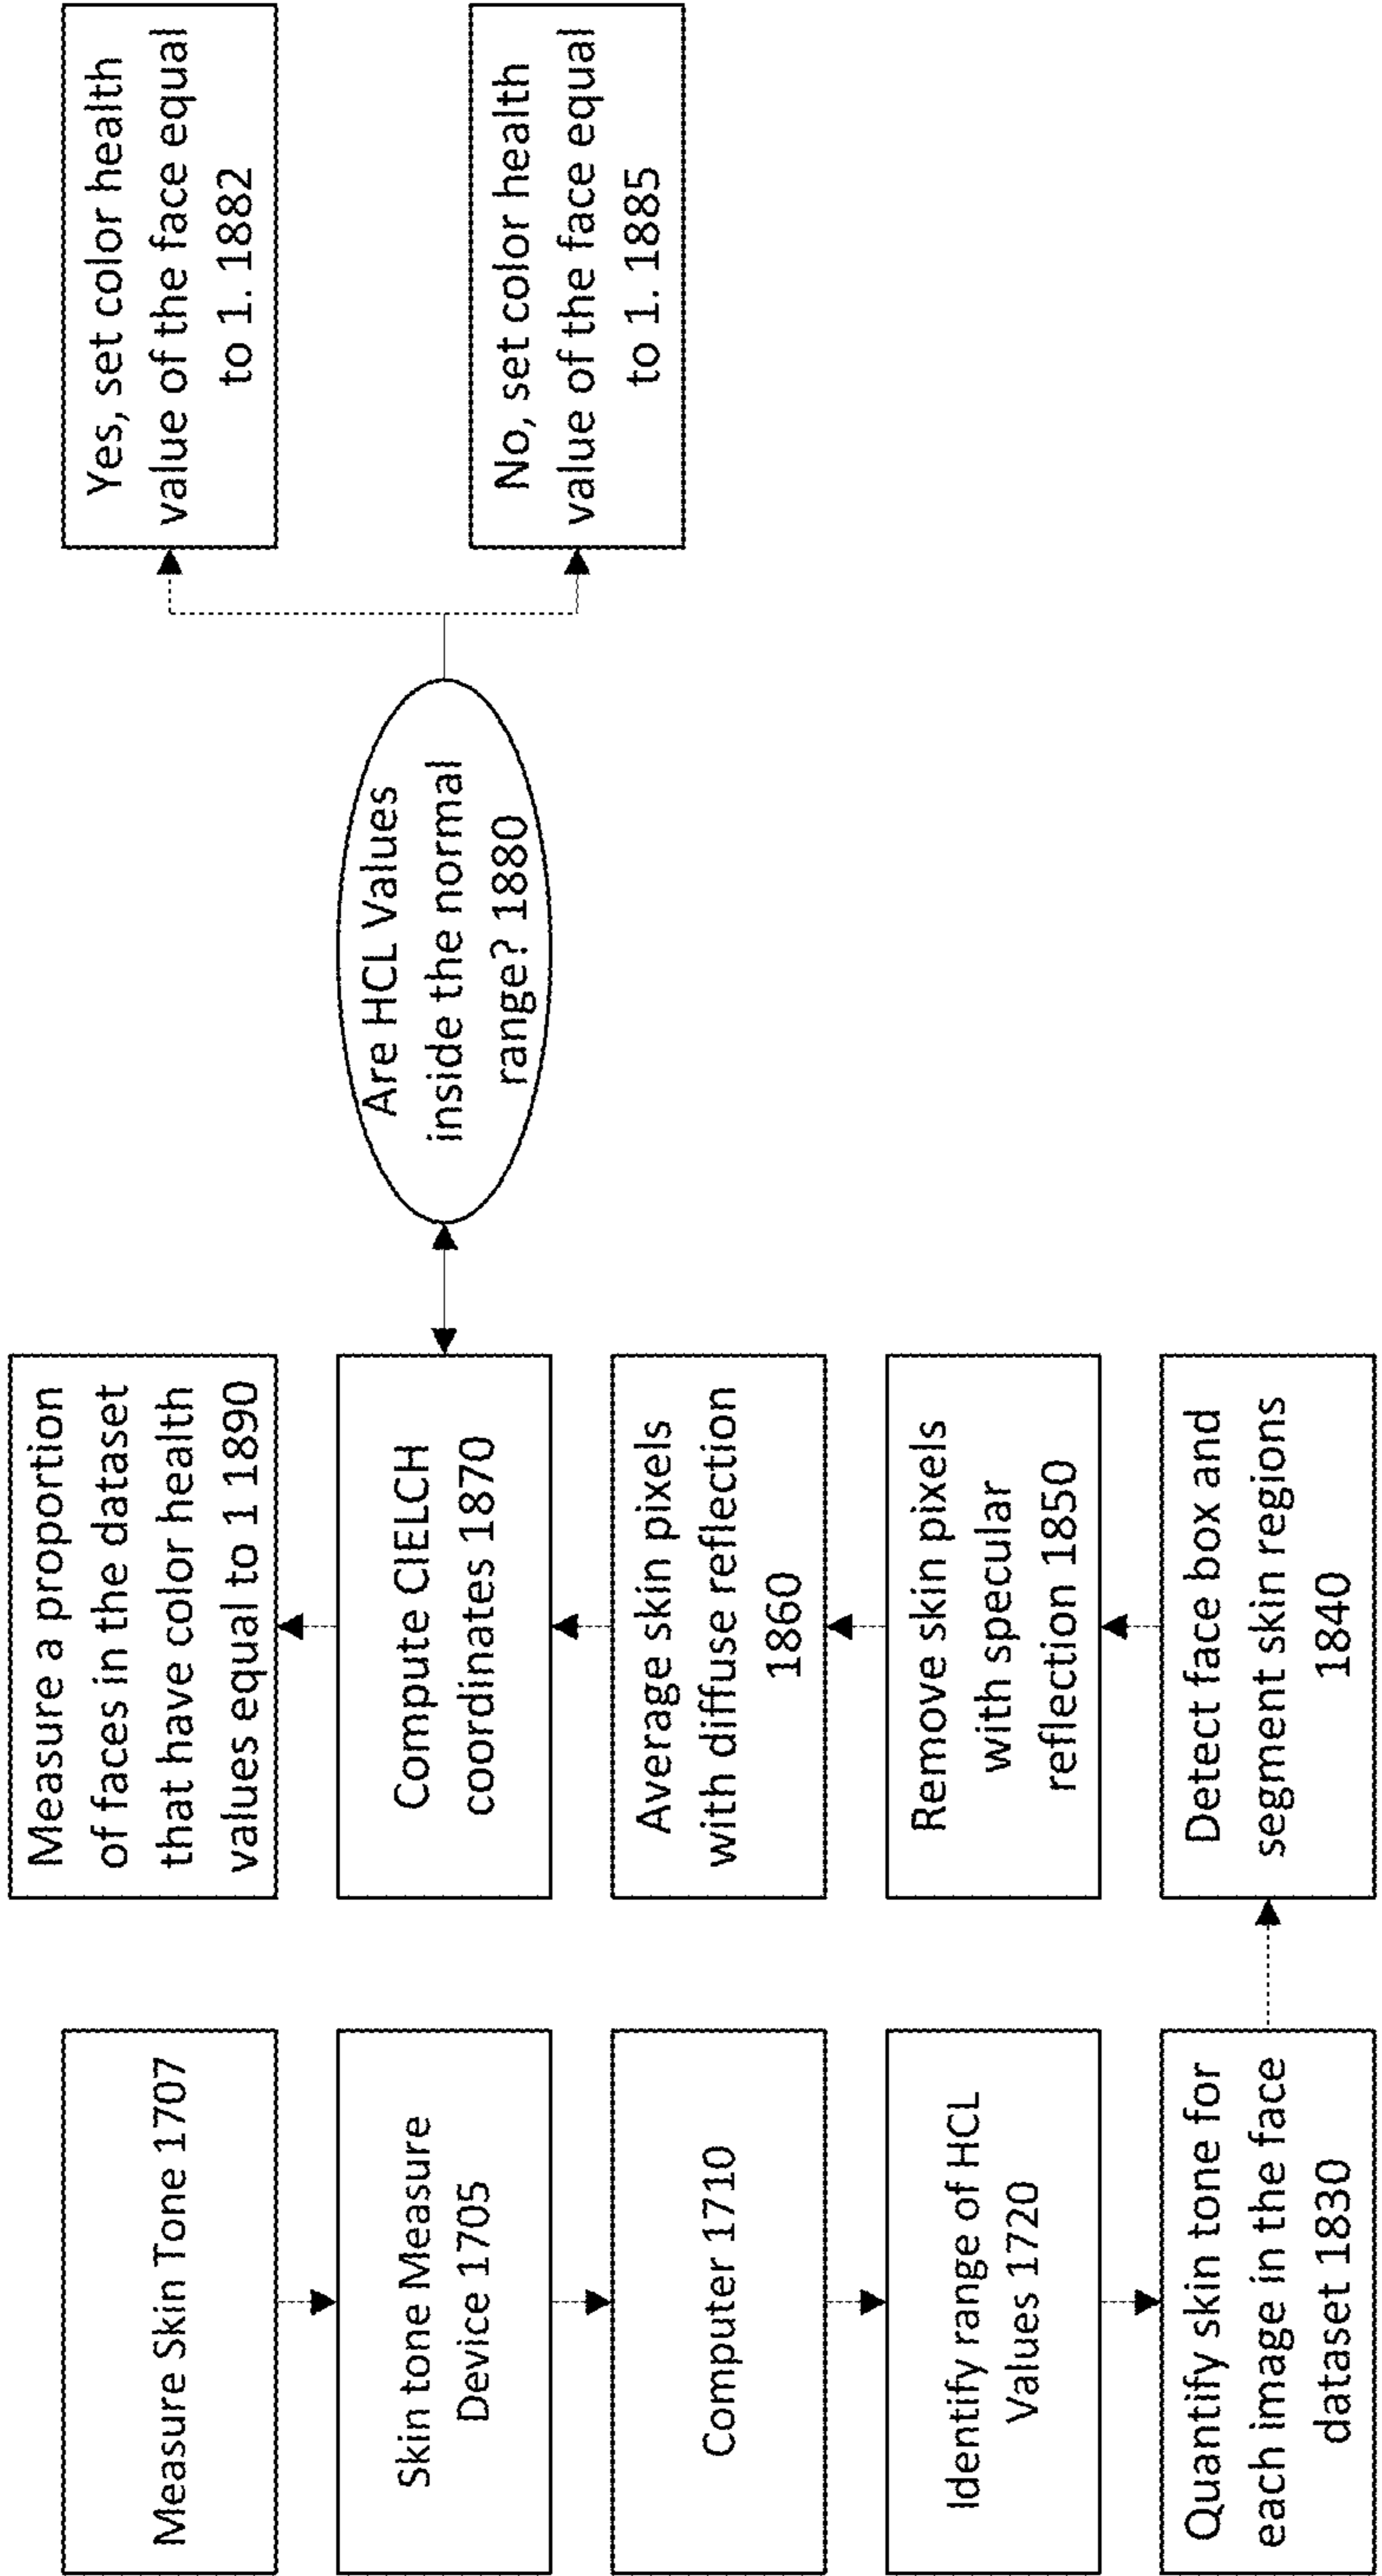 Measure Skin Tone 1707
Skin tone Measure
Device 1705
Computer 1710
Identify range of HCL
Values 1720
Quantify skin tone for
each image in the face
dataset 1830
Detect face box and
segment skin regions
1840
Remove skin pixels
with specular
reflection 1850
Average skin pixels
with diffuse reflection
1860
Compute CIELCH
coordinates 1870
Measure a proportion
of faces in the dataset
that have color health
values equal to 1 1890
Are HCL Values
inside the normal
range? 1880
Yes, set color health
value of the face equal
to 1. 1882
No, set color health
value of the face equal
to 1. 1885